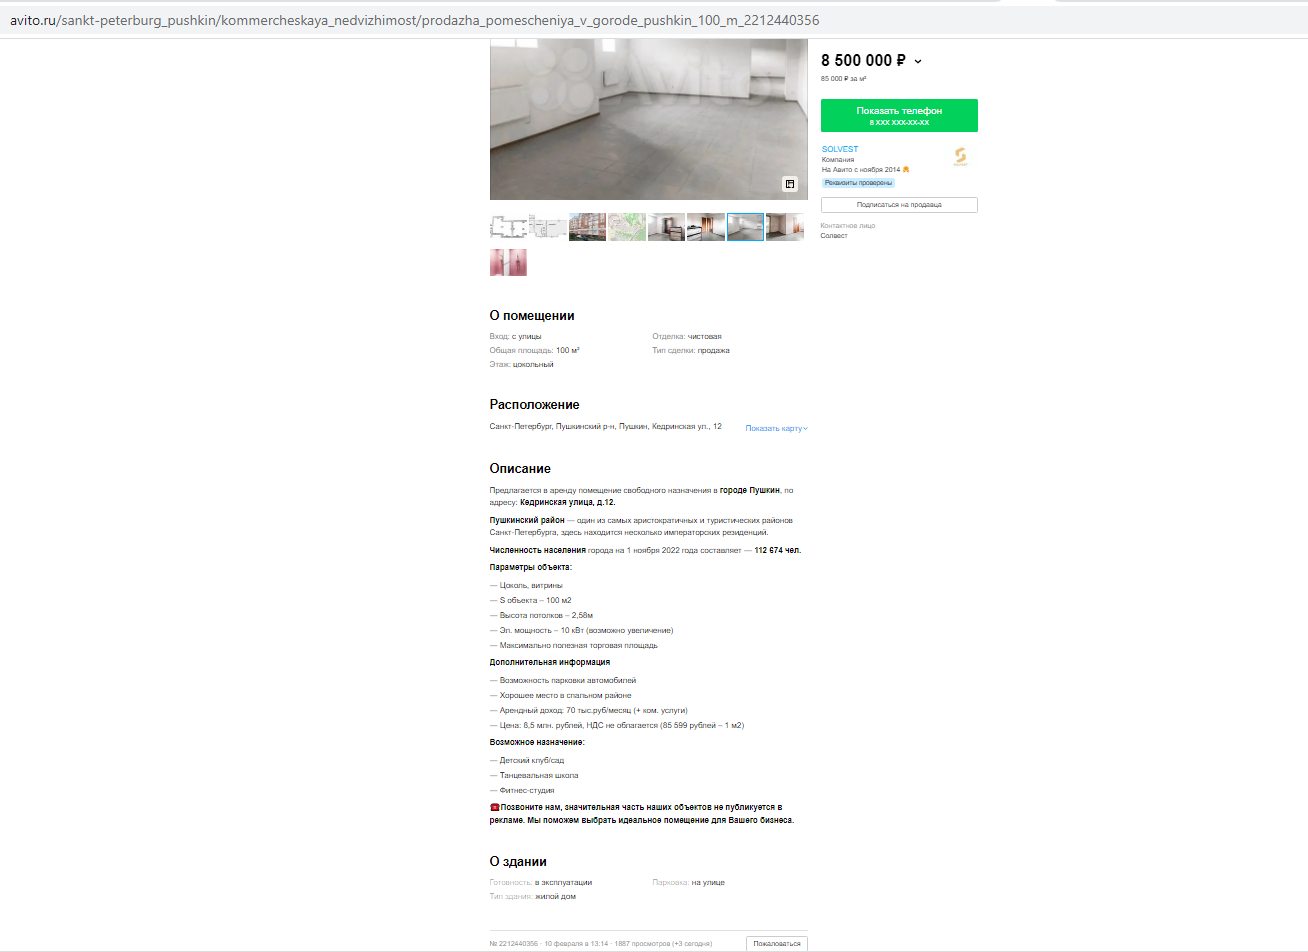 avito.ru/sankt-peterburg_pushkin/kommercheskaya_nedvizhimost/prodazha_pomescheniya_v_gorode_pushkin_100_m_2212440356
Avito
8 500 000 ₽
85 000 ₽ за м²
Показать телефон
8 XXX XXX-XX-XX
SOLVEST
Компания
На Авито с ноября 2014
Реквизиты проверены
Подписаться на продавца
Контактное лицо
Солвест
О помещении
Вход: с улицы
Отделка: чистовая
Общая площадь: 100 м²
Тип сделки: продажа
Этаж: цокольный
Расположение
Санкт-Петербург, Пушкинский р-н, Пушкин, Кедринская ул., 12
Показать карту
Описание
Предлагается в аренду помещение свободного назначения в городе Пушкин, по
адресу: Кедринская улица, д.12.
Пушкинский район — один из самых аристократичных и туристических районов
Санкт-Петербурга, здесь находится несколько императорских резиденций.
Численность населения города на 1 ноября 2022 года составляет — 112 674 чел.
Параметры объекта:
— Цоколь, витрины
— S объекта – 100 м2
— Высота потолков – 2,58м
— Эл. мощность – 10 кВт (возможно увеличение)
— Максимально полезная торговая площадь
Дополнительная информация
— Возможность парковки автомобилей
— Хорошее место в спальном районе
— Арендный доход: 70 тыс.руб/месяц (+ ком. услуги)
— Цена: 8,5 млн. рублей, НДС не облагается (85 599 рублей – 1 м2)
Возможное назначение:
— Детский клуб/сад
— Танцевальная школа
— Фитнес-студия
☎️Позвоните нам, значительная часть наших объектов не публикуется в
рекламе. Мы поможем выбрать идеальное помещение для Вашего бизнеса.
О здании
Готовность: в эксплуатации
Парковка: на улице
Тип здания: жилой дом
№ 2212440356 · 10 февраля в 13:14 · 1887 просмотров (+3 сегодня)
Пожаловаться